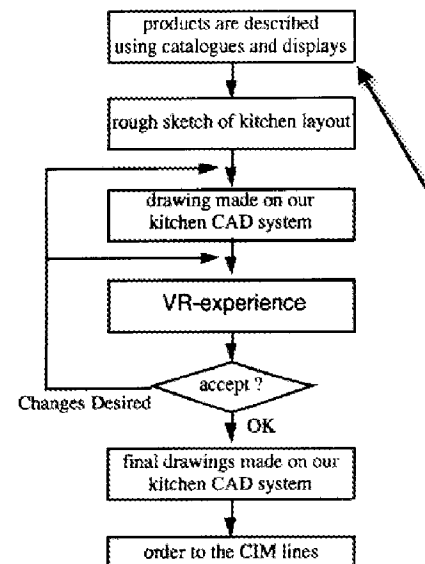 products are described
using catalogues and displays
rough sketch of kitchen layout
drawing made on our
kitchen CAD system
VR-experience
accept ?
Changes Desired
OK
final drawings made on our
kitchen CAD system
order to the CIM lines